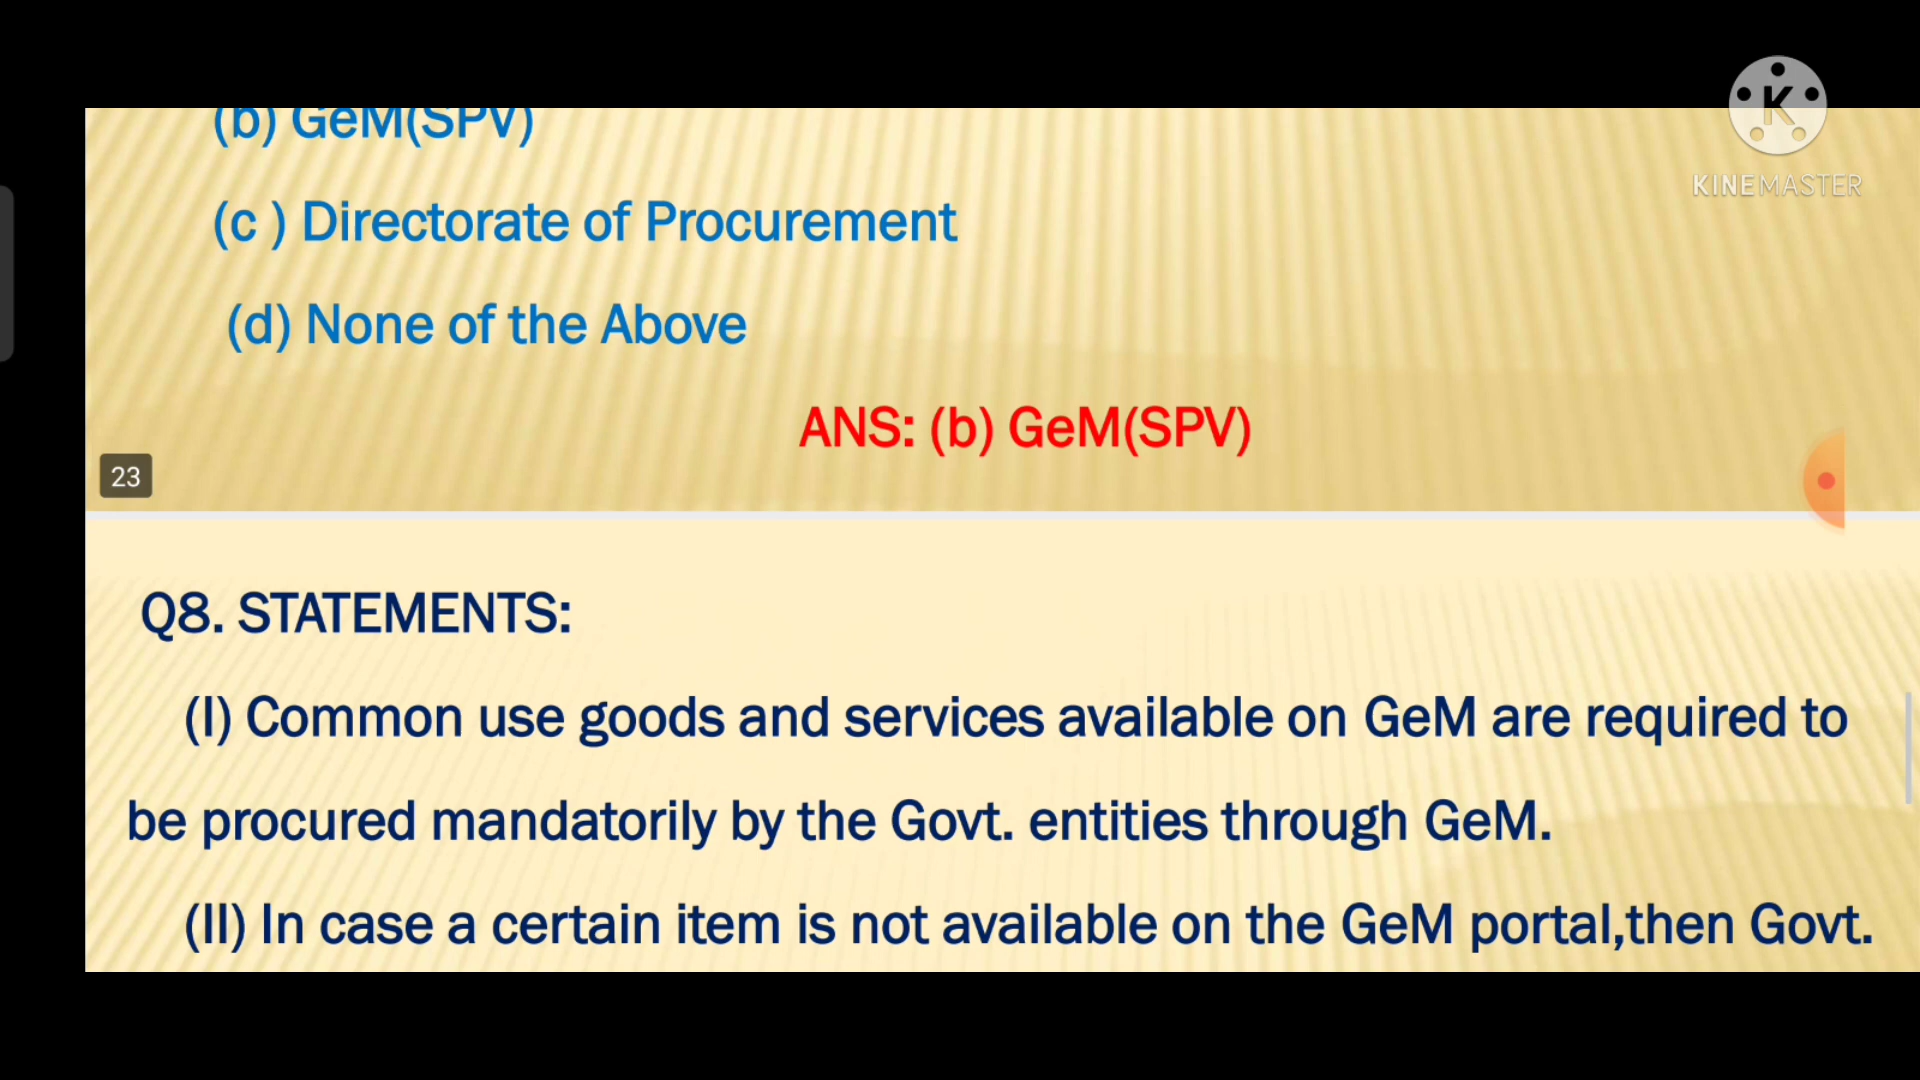 (b) GeM(SPV)
(c ) Directorate of Procurement
(d) None of the Above
ANS: (b) GeM(SPV)
23
Q8. STATEMENTS:
(I) Common use goods and services available on GeM are required to
be procured mandatorily by the Govt. entities through GeM.
(II) In case a certain item is not available on the GeM portal,then Govt.
K
KINEMASTER